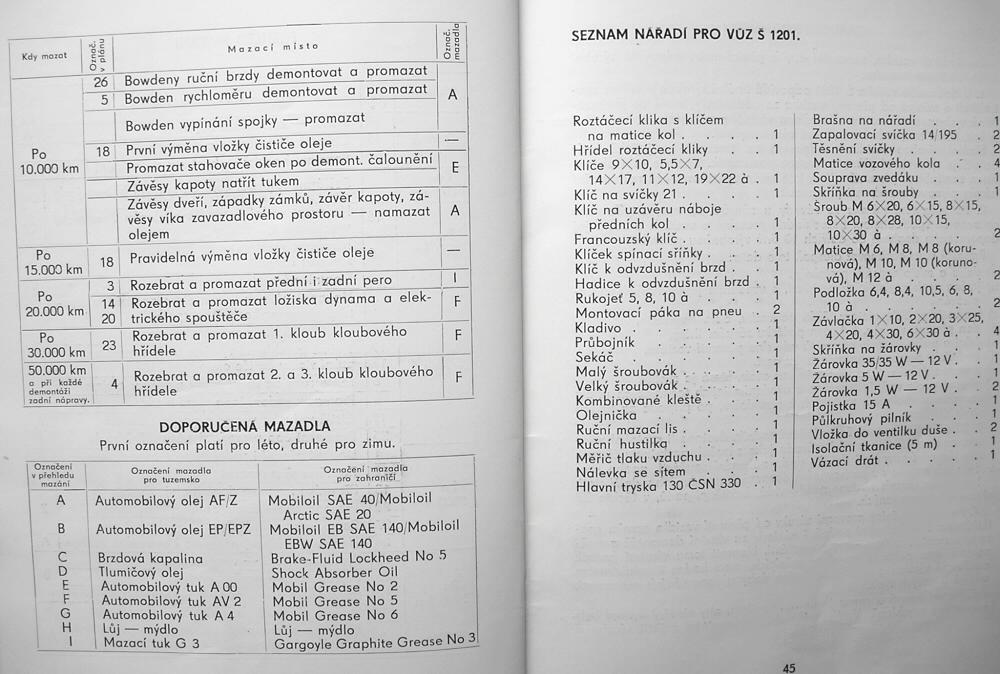 Kdy mazat | Označ. v plánu | Mazací místo | Označ. mazadla
Po 10.000 km | 26 | Bowdeny ruční brzdy demontovat a promazat | A
5 | Bowden rychloměru demontovat a promazat
Bowden vypínání spojky — promazat
18 | První výměna vložky čističe oleje | —
Promazat stahovače oken po demont. čalounění | E
Závěsy kapoty natřít tukem
Závěsy dveří, západky zámků, závěr kapoty, zá-
věsy víka zavazadlového prostoru — namazat | A
olejem
Po 15.000 km | 18 | Pravidelná výměna vložky čističe oleje | —
Po 20.000 km | 3 | Rozebrat a promazat přední i zadní pero | I
14 | Rozebrat a promazat ložiska dynama a elek- | F
20 | trického spouštěče
Po 30.000 km | 23 | Rozebrat a promazat 1. kloub kloubového | F
hřídele
50.000 km | 4 | Rozebrat a promazat 2. a 3. kloub kloubového | F
a při každé | hřídele
demontáži
zadní nápravy.
DOPORUČENÁ MAZADLA
První označení platí pro léto, druhé pro zimu.
Označení v přehledu mazání | Označení mazadla pro tuzemsko | Označení mazadla pro zahraničí
A | Automobilový olej AF/Z | Mobiloil SAE 40/Mobiloil
Arctic SAE 20
B | Automobilový olej EP/EPZ | Mobiloil EB SAE 140/Mobiloil
EBW SAE 140
C | Brzdová kapalina | Brake-Fluid Lockheed No 5
D | Tlumičový olej | Shock Absorber Oil
E | Automobilový tuk A 00 | Mobil Grease No 2
F | Automobilový tuk AV 2 | Mobil Grease No 5
G | Automobilový tuk A 4 | Mobil Grease No 6
H | Lůj — mýdlo | Lůj — mýdlo
I | Mazací tuk G 3 | Gargoyle Graphite Grease No 3
SEZNAM NÁŘADÍ PRO VŮZ Š 1201.
Roztáčecí klika s klíčem
na matice kol . . . . 1
Hřídel roztáčecí kliky . . 1
Klíče 9×10, 5,5×7,
14×17, 11×12, 19×22 à . 1
Klíč na svíčky 21 . . . . 1
Klíč na uzávěru náboje
předních kol . . . . 1
Francouzský klíč . . . . 1
Klíček spínací sříňky . . . 1
Klíč k odvzdušnění brzd . . 1
Hadice k odvzdušnění brzd . 1
Rukojeť 5, 8, 10 à . . . . 1
Montovací páka na pneu . 2
Kladivo . . . . . . 1
Průbojník . . . . . 1
Sekáč . . . . . . 1
Malý šroubovák . . . . 1
Velký šroubovák . . . . 1
Kombinované kleště . . . 1
Olejnička . . . . . 1
Ruční mazací lis . . . . 1
Ruční hustilka . . . . 1
Měřič tlaku vzduchu . . . 1
Nálevka se sítem . . . . 1
Hlavní tryska 130 ČSN 330 . 1
Brašna na nářadí . . . 1
Zapalovací svíčka 14/195 . 2
Těsnění svíčky . . . . 2
Matice vozového kola . . 4
Souprava zvedáku . . . 1
Skříňka na šrouby . . . 1
Šroub M 6×20, 6×15, 8×15,
8×20, 8×28, 10×15,
10×30 à . . . . . 2
Matice M 6, M 8, M 8 (koru-
nová), M 10, M 10 (koruno-
vá), M 12 à . . . . 2
Podložka 6,4, 8,4, 10,5, 6, 8,
10 à . . . . . . 2
Závlačka 1×10, 2×20, 3×25,
4×20, 4×30, 6×30 à . . 4
Skříňka na žárovky . . . 1
Žárovka 35/35 W — 12 V . . 1
Žárovka 5 W — 12 V . . . 2
Žárovka 1,5 W — 12 V . . 2
Pojistka 15 A . . . . 1
Půlkruhový pilník . . . 1
Vložka do ventilku duše . . 2
Isolační tkanice (5 m) . . 1
Vázací drát . . . . . 1
45